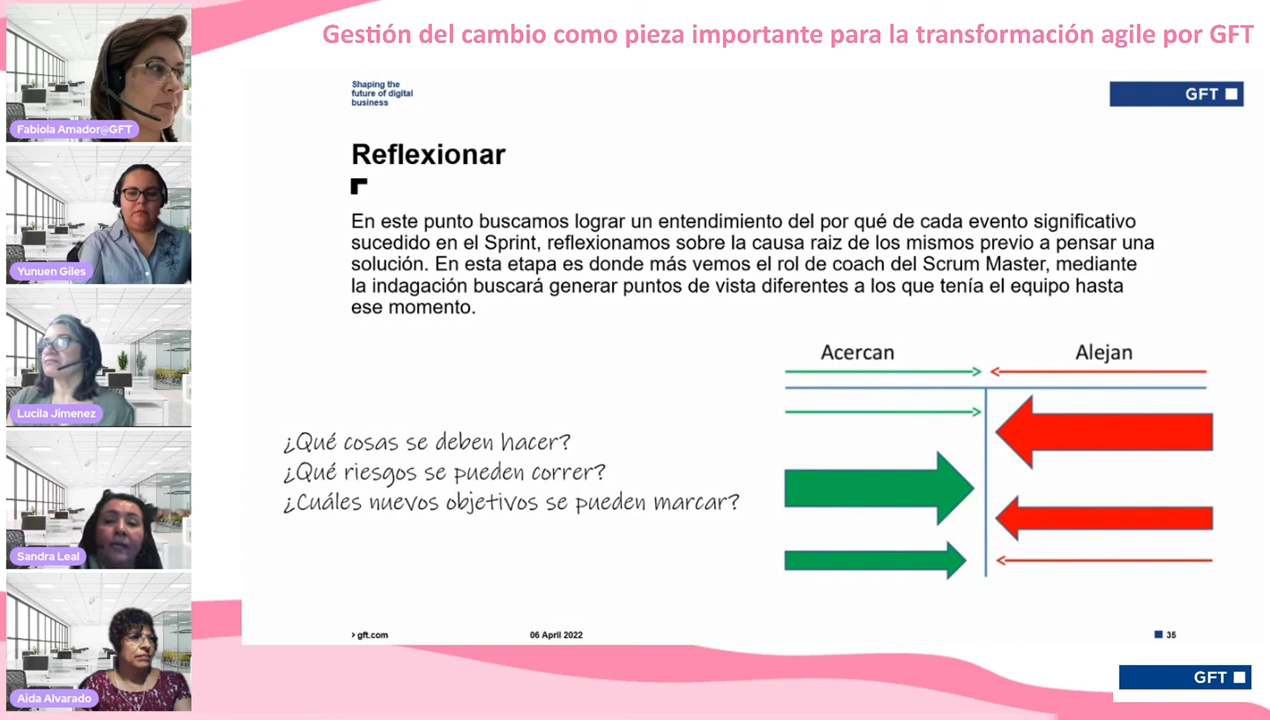 Gestión del cambio como pieza importante para la transformación agile por GFT
Shaping the
future of digital
business
GFT
Reflexionar
En este punto buscamos lograr un entendimiento del por qué de cada evento significativo
sucedido en el Sprint, reflexionamos sobre la causa raiz de los mismos previo a pensar una
solución. En esta etapa es donde más vemos el rol de coach del Scrum Master, mediante
la indagación buscará generar puntos de vista diferentes a los que tenía el equipo hasta
ese momento.
Acercan
Alejan
¿Qué cosas se deben hacer?
¿Qué riesgos se pueden correr?
¿Cuáles nuevos objetivos se pueden marcar?
› gft.com
06 April 2022
35
GFT
Fabiola Amador@GFT
Yunuen Giles
Lucila Jimenez
Sandra Leal
Aida Alvarado